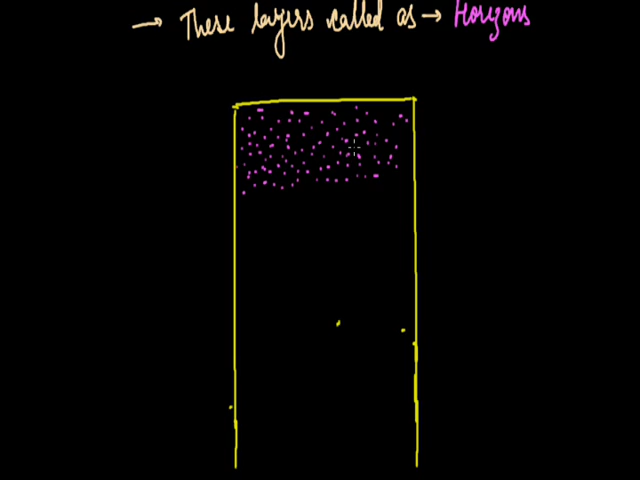 → These layers called as → Horizons